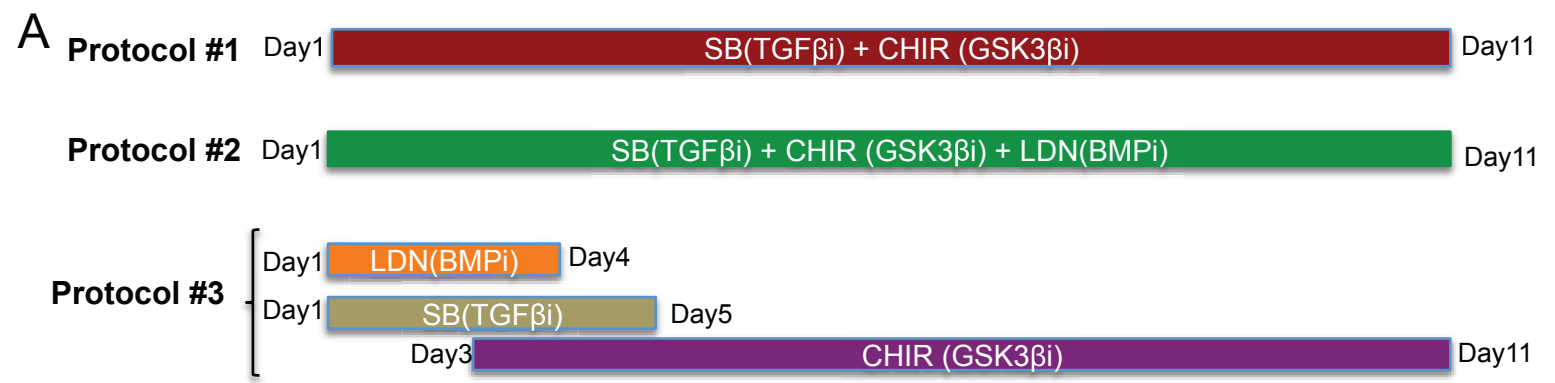 A
Protocol #1 Day1 SB(TGFβi) + CHIR (GSK3βi) Day11
Protocol #2 Day1 SB(TGFβi) + CHIR (GSK3βi) + LDN(BMPi) Day11
Protocol #3
Day1 LDN(BMPi) Day4
Day1 SB(TGFβi) Day5
Day3 CHIR (GSK3βi) Day11